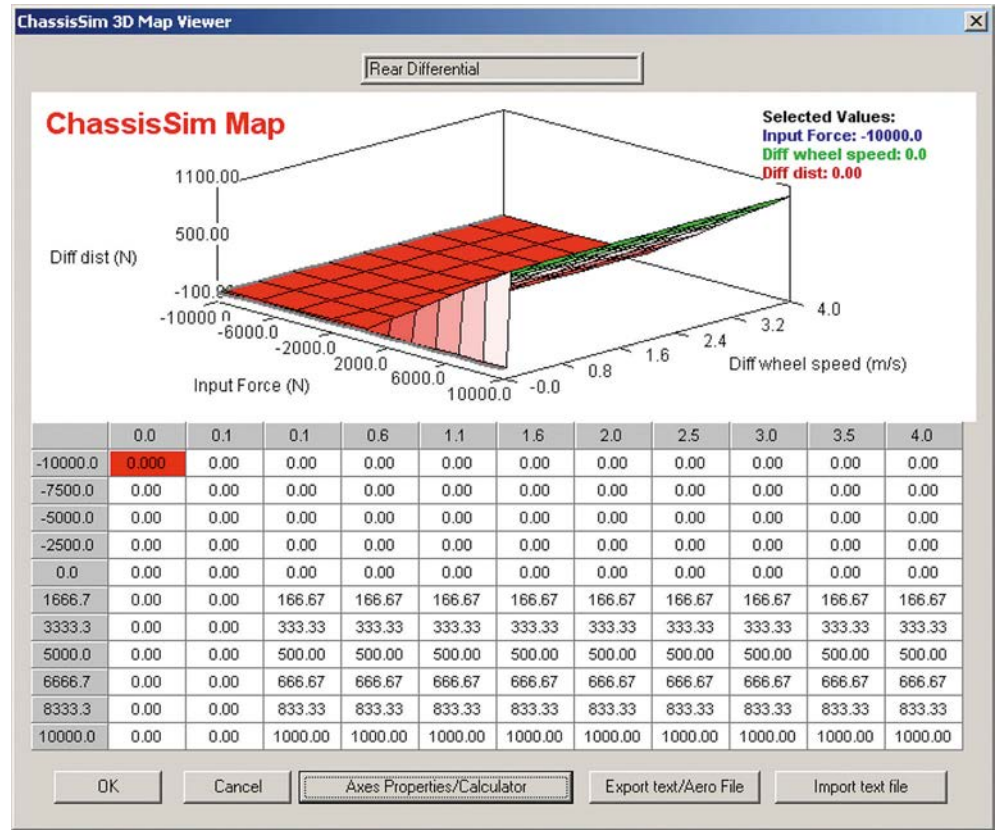 ChassisSim 3D Map Viewer
Rear Differential
ChassisSim Map
Selected Values:
Input Force: -10000.0
Diff wheel speed: 0.0
Diff dist: 0.00
1100.00
500.00
Diff dist (N)
-10000.0
-6000.0
-2000.0
2000.0
6000.0
10000.0
Input Force (N)
-0.0
0.8
1.6
2.4
3.2
4.0
Diff wheel speed (m/s)
0.0 0.1 0.1 0.6 1.1 1.6 2.0 2.5 3.0 3.5 4.0
-10000.0 0.000 0.00 0.00 0.00 0.00 0.00 0.00 0.00 0.00 0.00 0.00
-7500.0 0.00 0.00 0.00 0.00 0.00 0.00 0.00 0.00 0.00 0.00 0.00
-5000.0 0.00 0.00 0.00 0.00 0.00 0.00 0.00 0.00 0.00 0.00 0.00
-2500.0 0.00 0.00 0.00 0.00 0.00 0.00 0.00 0.00 0.00 0.00 0.00
0.0 0.00 0.00 0.00 0.00 0.00 0.00 0.00 0.00 0.00 0.00 0.00
1666.7 0.00 0.00 166.67 166.67 166.67 166.67 166.67 166.67 166.67 166.67 166.67
3333.3 0.00 0.00 333.33 333.33 333.33 333.33 333.33 333.33 333.33 333.33 333.33
5000.0 0.00 0.00 500.00 500.00 500.00 500.00 500.00 500.00 500.00 500.00 500.00
6666.7 0.00 0.00 666.67 666.67 666.67 666.67 666.67 666.67 666.67 666.67 666.67
8333.3 0.00 0.00 833.33 833.33 833.33 833.33 833.33 833.33 833.33 833.33 833.33
10000.0 0.00 0.00 1000.00 1000.00 1000.00 1000.00 1000.00 1000.00 1000.00 1000.00 1000.00
OK Cancel Axes Properties/Calculator Export text/Aero File Import text file